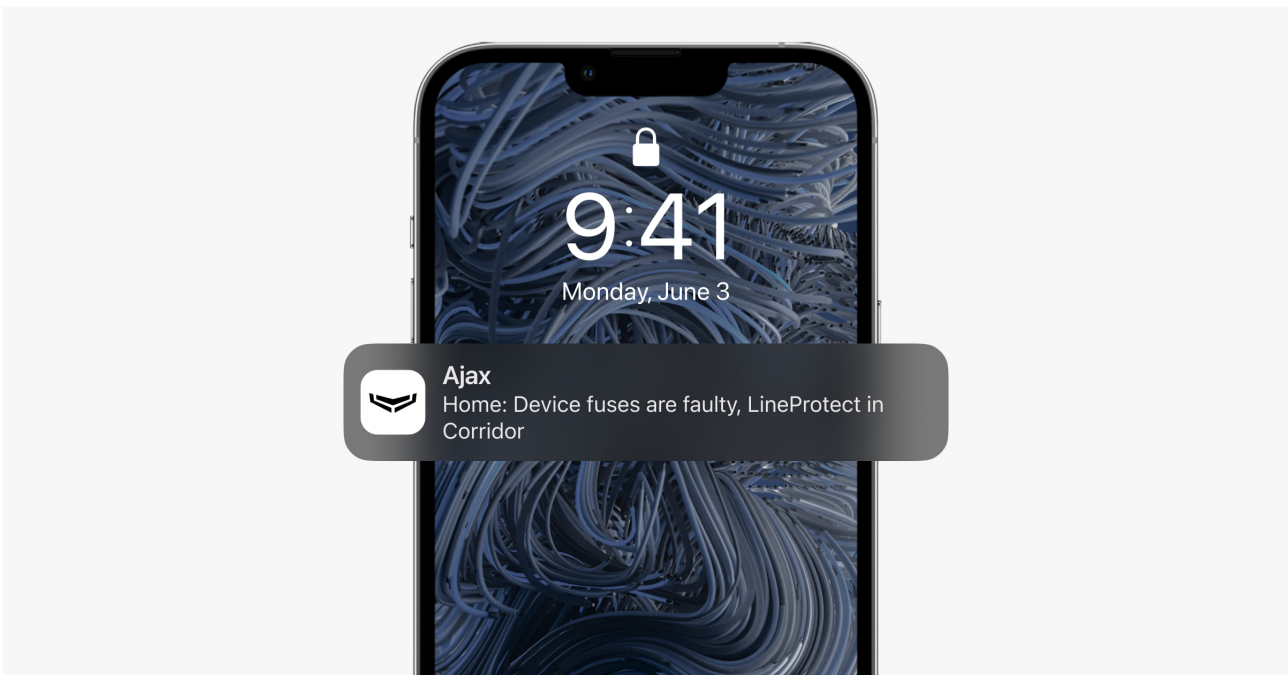 9:41
Monday, June 3
Ajax
Home: Device fuses are faulty, LineProtect in
Corridor